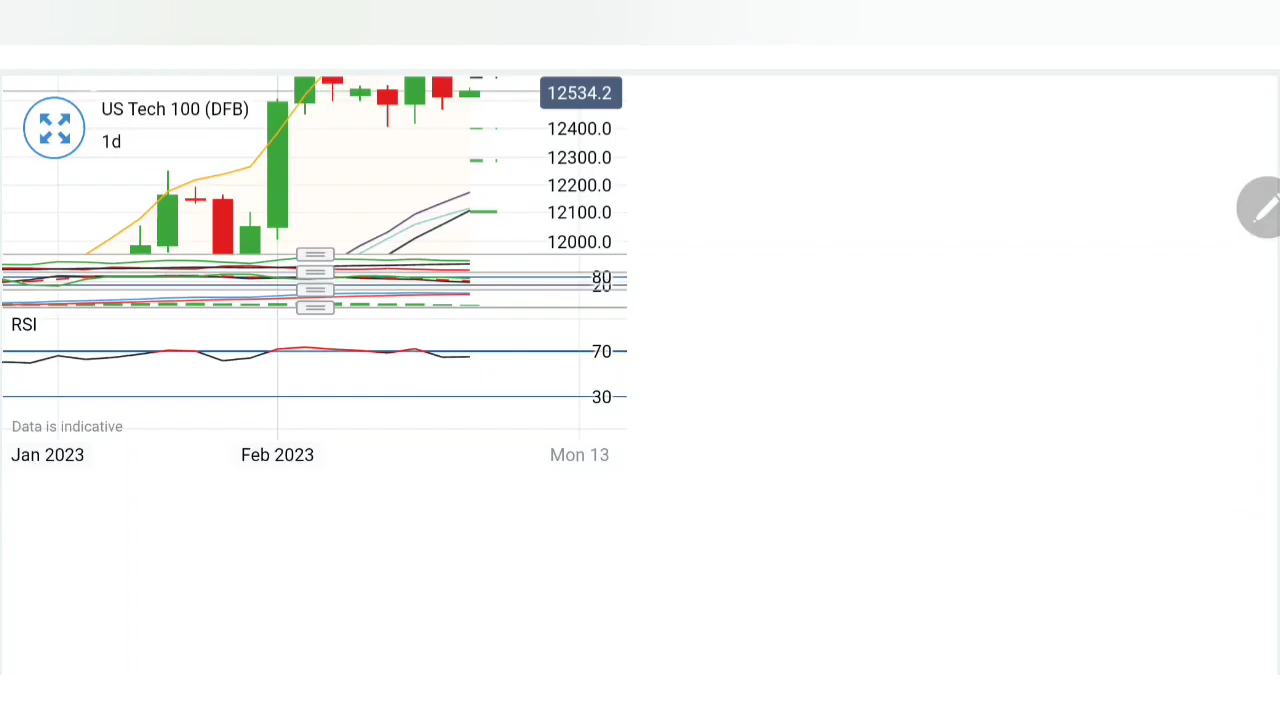 12534.2
US Tech 100 (DFB)
12400.0
1d
12300.0
12200.0
12100.0
12000.0
80
20
RSI
70
30
Data is indicative
Jan 2023 Feb 2023 Mon 13